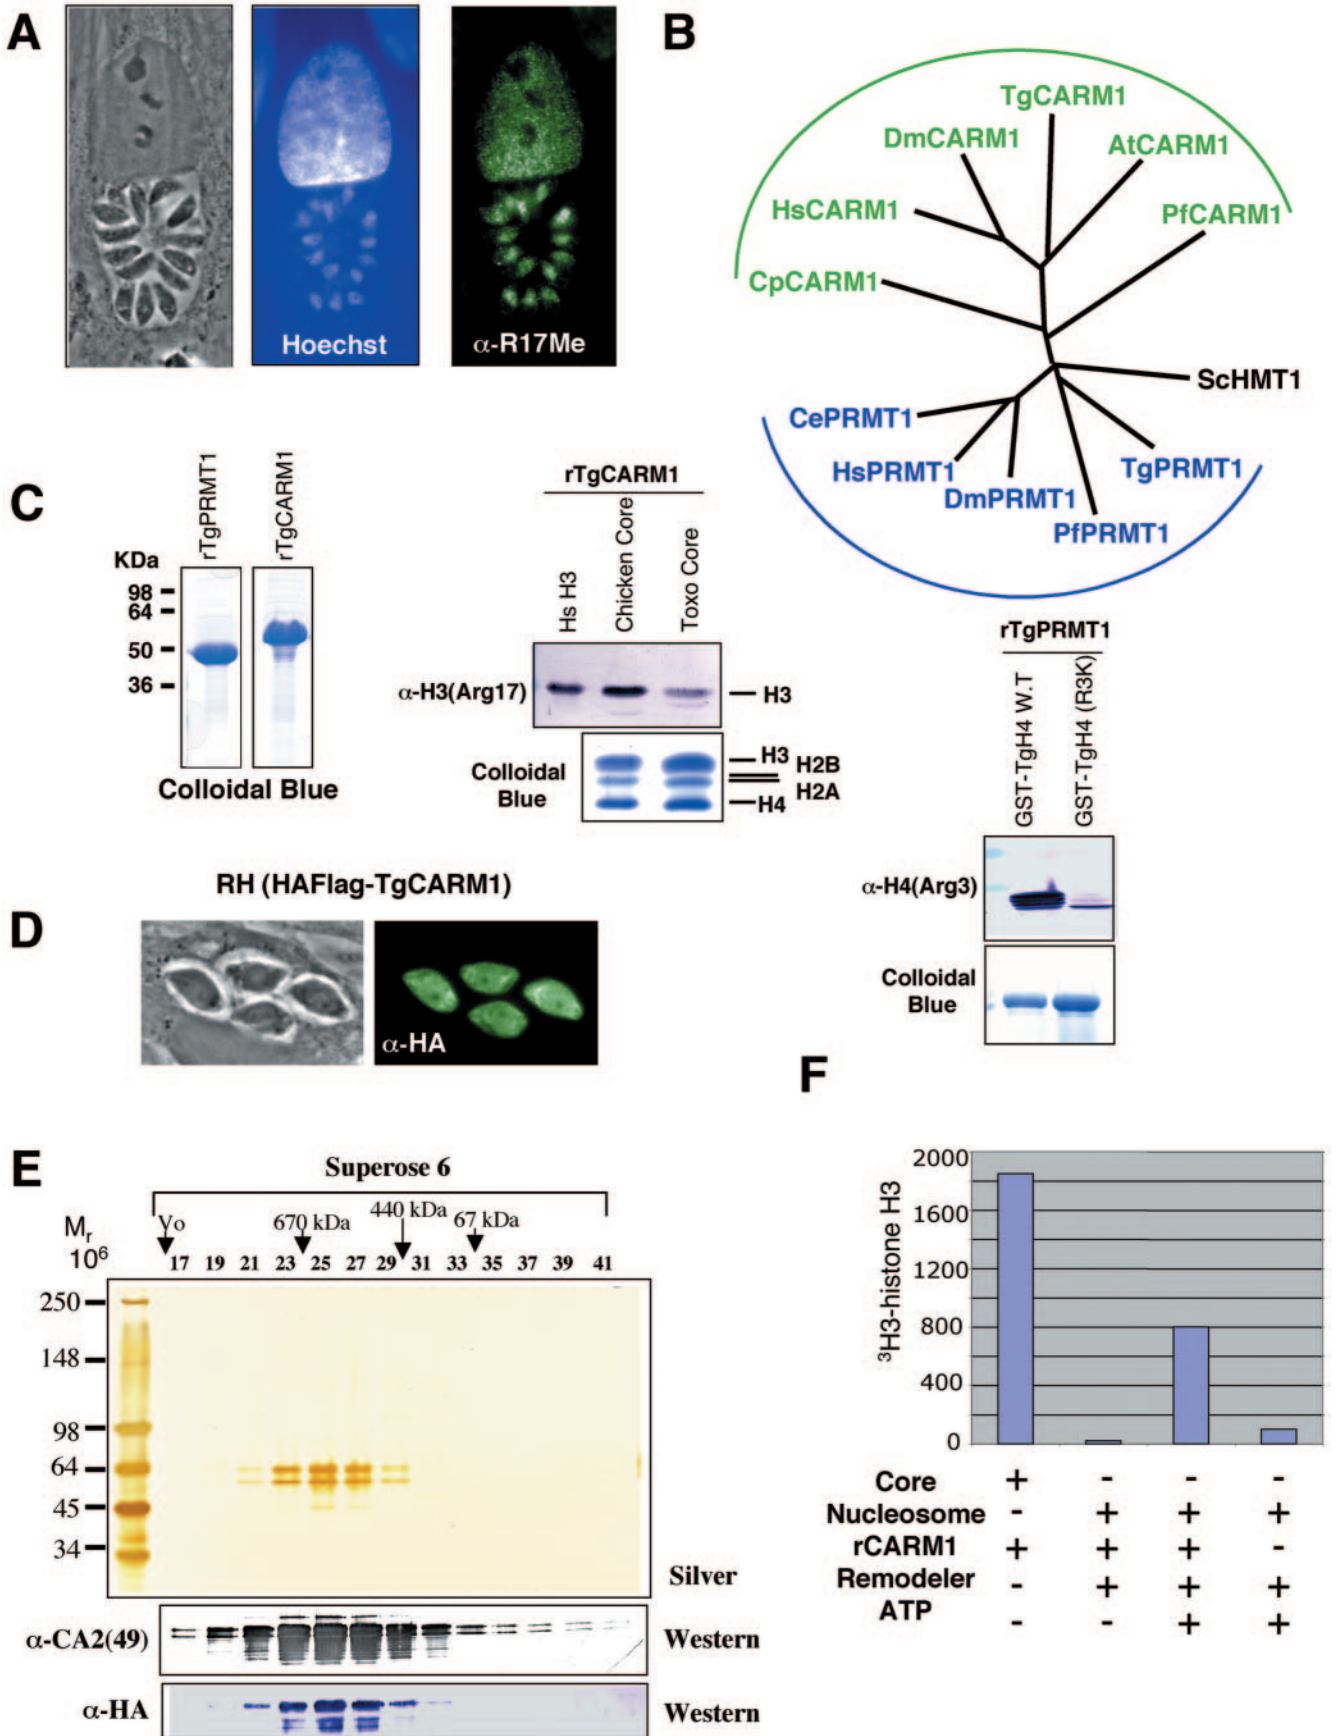 A
Hoechst
α-R17Me
B
TgCARM1
DmCARM1
AtCARM1
HsCARM1
PfCARM1
CpCARM1
ScHMT1
CePRMT1
HsPRMT1
DmPRMT1
TgPRMT1
PfPRMT1
C
rTgPRMT1
rTgCARM1
KDa
98
64
50
36
Colloidal Blue
rTgCARM1
Hs H3
Chicken Core
Toxo Core
α-H3(Arg17)
H3
Colloidal
Blue
H3
H2B
H2A
H4
rTgPRMT1
GST-TgH4 W.T
GST-TgH4 (R3K)
α-H4(Arg3)
Colloidal
Blue
D
RH (HAFlag-TgCARM1)
α-HA
E
Superose 6
Mr
10⁶
Vo
670 kDa
440 kDa
67 kDa
17 19 21 23 25 27 29 31 33 35 37 39 41
250
148
98
64
45
34
Silver
α-CA2(49)
Western
α-HA
Western
F
³H3-histone H3
2000
1600
1200
800
400
0
Core + - - -
Nucleosome - + + +
rCARM1 + + + -
Remodeler - + + +
ATP - - + +